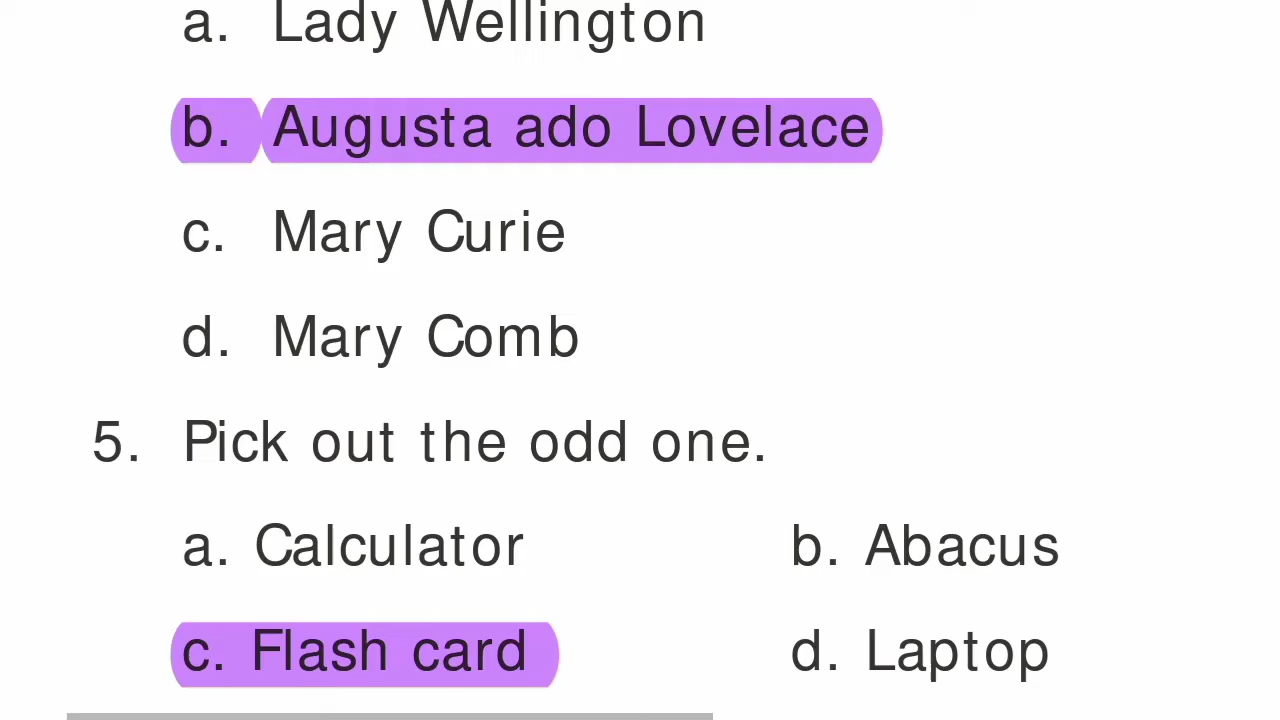 a. Lady Wellington
b. Augusta ado Lovelace
c. Mary Curie
d. Mary Comb
5. Pick out the odd one.
a. Calculator b. Abacus
c. Flash card d. Laptop